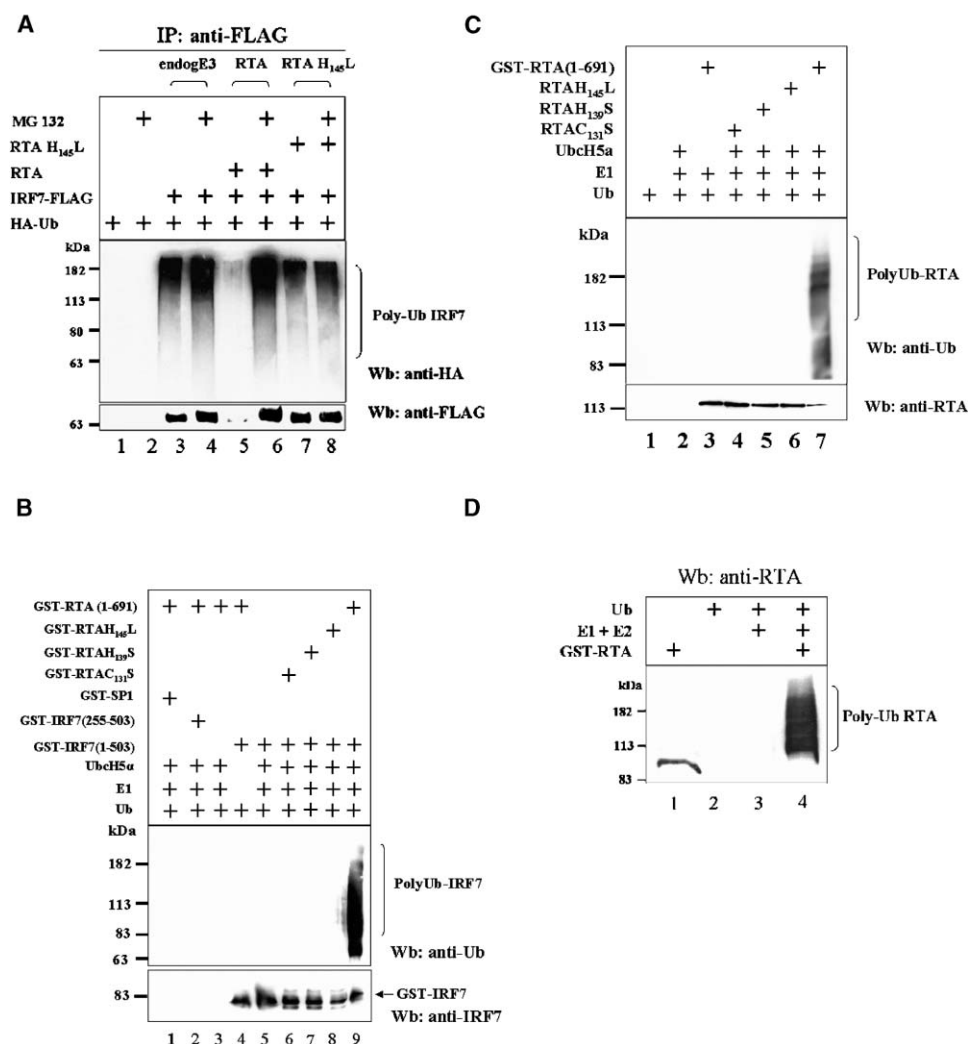 A
IP: anti-FLAG
endogE3 RTA RTA H₁₄₅L
MG 132 + + + +
RTA H₁₄₅L + +
RTA + +
IRF7-FLAG + + + + + +
HA-Ub + + + + + + + +
kDa
182
113
80
63
Poly-Ub IRF7
Wb: anti-HA
63
Wb: anti-FLAG
1 2 3 4 5 6 7 8
B
GST-RTA (1-691) + + + + +
GST-RTAH₁₄₅L +
GST-RTAH₁₃₉S +
GST-RTAC₁₃₁S +
GST-SP1 +
GST-IRF7(255-503) +
GST-IRF7(1-503) + + + + + +
UbcH5α + + + + + + + +
E1 + + + + + + + +
Ub + + + + + + + + +
kDa
182
113
83
63
PolyUb-IRF7
Wb: anti-Ub
83
GST-IRF7
Wb: anti-IRF7
1 2 3 4 5 6 7 8 9
C
GST-RTA(1-691) + +
RTAH₁₄₅L +
RTAH₁₃₉S +
RTAC₁₃₁S +
UbcH5a + + + + +
E1 + + + + + +
Ub + + + + + + +
kDa
182
113
83
PolyUb-RTA
Wb: anti-Ub
113
Wb: anti-RTA
1 2 3 4 5 6 7
D
Wb: anti-RTA
Ub + + +
E1 + E2 + +
GST-RTA + +
kDa
182
113
83
Poly-Ub RTA
1 2 3 4